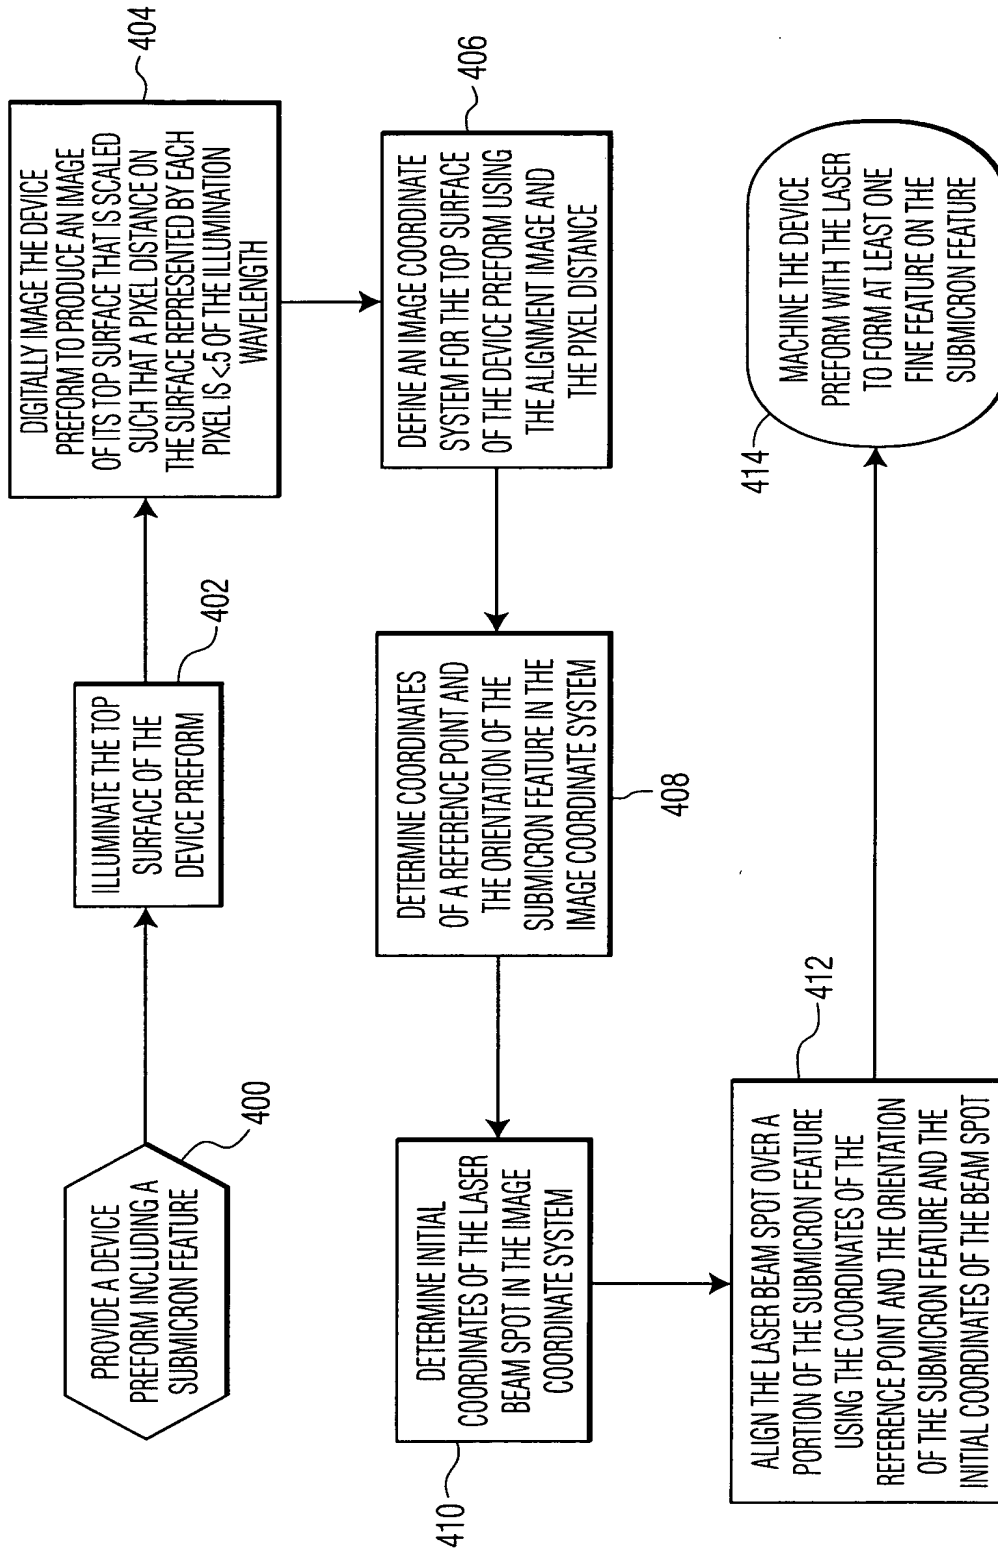 PROVIDE A DEVICE
PREFORM INCLUDING A
SUBMICRON FEATURE
400
ILLUMINATE THE TOP
SURFACE OF THE
DEVICE PREFORM
402
DIGITALLY IMAGE THE DEVICE
PREFORM TO PRODUCE AN IMAGE
OF ITS TOP SURFACE THAT IS SCALED
SUCH THAT A PIXEL DISTANCE ON
THE SURFACE REPRESENTED BY EACH
PIXEL IS <.5 OF THE ILLUMINATION
WAVELENGTH
404
DEFINE AN IMAGE COORDINATE
SYSTEM FOR THE TOP SURFACE
OF THE DEVICE PREFORM USING
THE ALIGNMENT IMAGE AND
THE PIXEL DISTANCE
406
DETERMINE COORDINATES
OF A REFERENCE POINT AND
THE ORIENTATION OF THE
SUBMICRON FEATURE IN THE
IMAGE COORDINATE SYSTEM
408
DETERMINE INITIAL
COORDINATES OF THE LASER
BEAM SPOT IN THE IMAGE
COORDINATE SYSTEM
410
ALIGN THE LASER BEAM SPOT OVER A
PORTION OF THE SUBMICRON FEATURE
USING THE COORDINATES OF THE
REFERENCE POINT AND THE ORIENTATION
OF THE SUBMICRON FEATURE AND THE
INITIAL COORDINATES OF THE BEAM SPOT
412
MACHINE THE DEVICE
PREFORM WITH THE LASER
TO FORM AT LEAST ONE
FINE FEATURE ON THE
SUBMICRON FEATURE
414